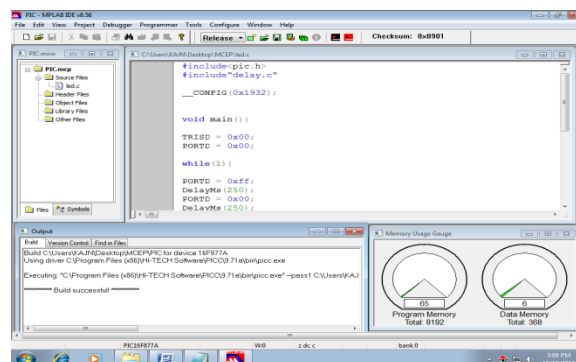 PIC - MPLAB IDE v8.56
File Edit View Project Debugger Programmer Tools Configure Window Help
Release
Checksum: 0x0901
PIC.mcw
PIC.mcp
Source Files
led.c
Header Files
Object Files
Library Files
Other Files
Files Symbols
C:\Users\KAJN\Desktop\MCEP\led.c
#include<pic.h>
#include"delay.c"
__CONFIG(0x1932);
void main(){
TRISD = 0x00;
PORTD = 0x00;
while(1){
PORTD = 0xff;
DelayMs(250);
PORTD = 0x00;
DelayMs(250);
Output
Build Version Control Find in Files
Build C:\Users\KAJN\Desktop\MCEP\PIC for device 16F877A
Using driver C:\Program Files (x86)\HI-TECH Software\PICC\9.71a\bin\picc.exe
Executing: "C:\Program Files (x86)\HI-TECH Software\PICC\9.71a\bin\picc.exe" --pass1 C:\Users\KAJ
********** Build successful! **********
Memory Usage Gauge
65
Program Memory
Total: 8192
6
Data Memory
Total: 368
PIC16F877A W:0 z dc c bank 0
3:09 PM